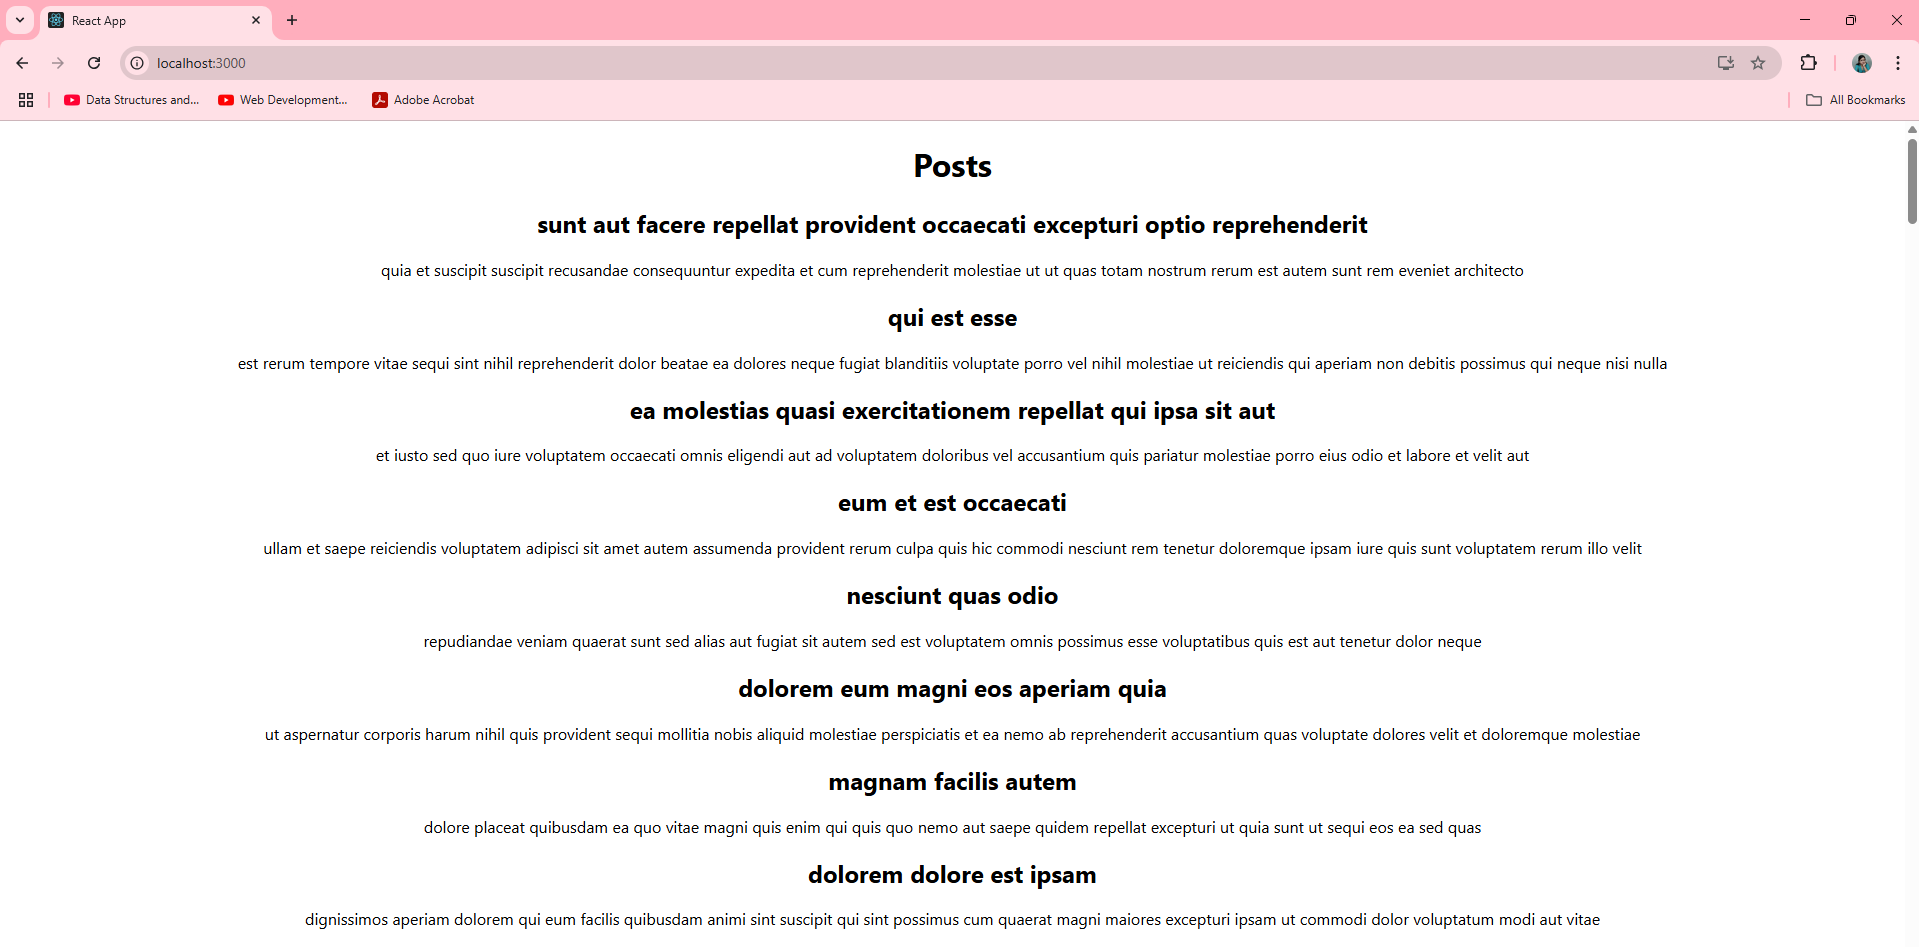 React App
localhost:3000
Data Structures and...
Web Development...
Adobe Acrobat
All Bookmarks
Posts
sunt aut facere repellat provident occaecati excepturi optio reprehenderit
quia et suscipit suscipit recusandae consequuntur expedita et cum reprehenderit molestiae ut ut quas totam nostrum rerum est autem sunt rem eveniet architecto
qui est esse
est rerum tempore vitae sequi sint nihil reprehenderit dolor beatae ea dolores neque fugiat blanditiis voluptate porro vel nihil molestiae ut reiciendis qui aperiam non debitis possimus qui neque nisi nulla
ea molestias quasi exercitationem repellat qui ipsa sit aut
et iusto sed quo iure voluptatem occaecati omnis eligendi aut ad voluptatem doloribus vel accusantium quis pariatur molestiae porro eius odio et labore et velit aut
eum et est occaecati
ullam et saepe reiciendis voluptatem adipisci sit amet autem assumenda provident rerum culpa quis hic commodi nesciunt rem tenetur doloremque ipsam iure quis sunt voluptatem rerum illo velit
nesciunt quas odio
repudiandae veniam quaerat sunt sed alias aut fugiat sit autem sed est voluptatem omnis possimus esse voluptatibus quis est aut tenetur dolor neque
dolorem eum magni eos aperiam quia
ut aspernatur corporis harum nihil quis provident sequi mollitia nobis aliquid molestiae perspiciatis et ea nemo ab reprehenderit accusantium quas voluptate dolores velit et doloremque molestiae
magnam facilis autem
dolore placeat quibusdam ea quo vitae magni quis enim qui quis quo nemo aut saepe quidem repellat excepturi ut quia sunt ut sequi eos ea sed quas
dolorem dolore est ipsam
dignissimos aperiam dolorem qui eum facilis quibusdam animi sint suscipit qui sint possimus cum quaerat magni maiores excepturi ipsam ut commodi dolor voluptatum modi aut vitae